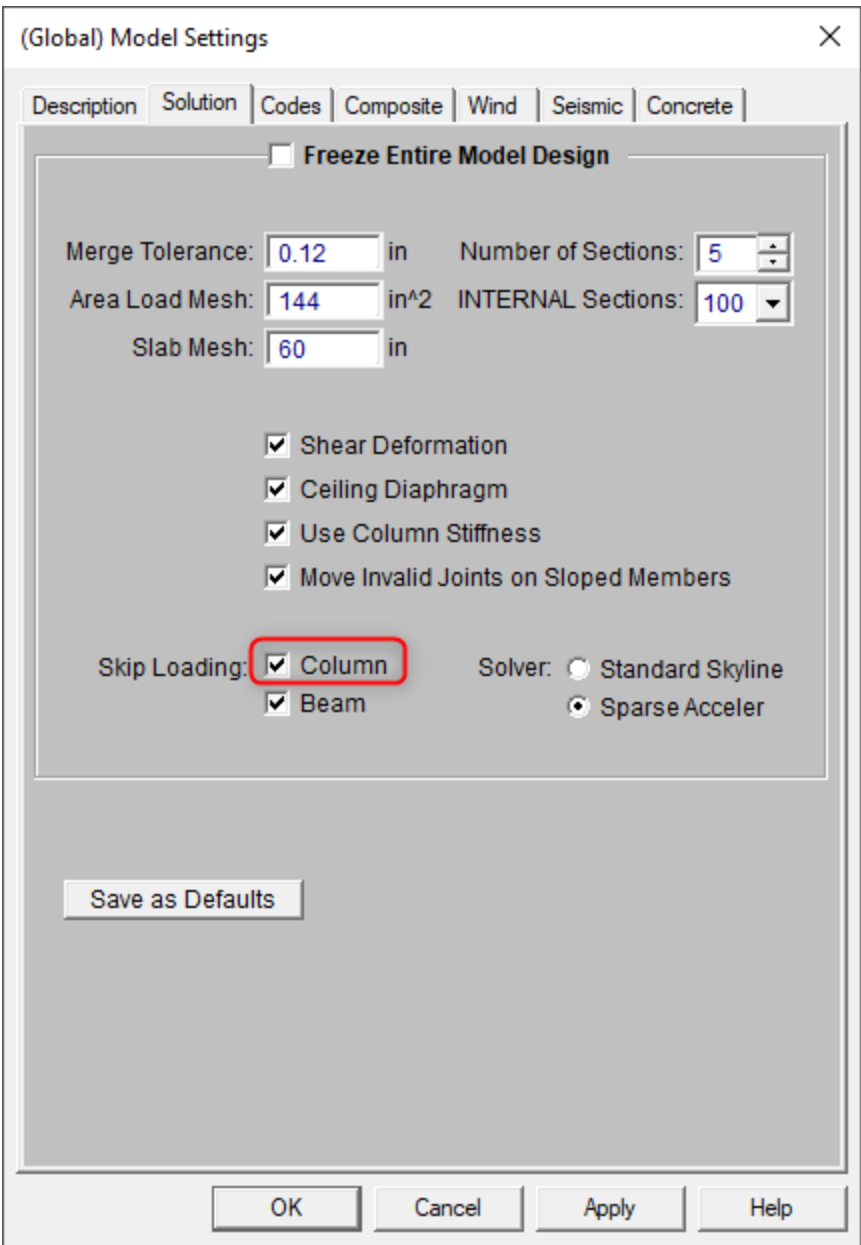 (Global) Model Settings
Description Solution Codes Composite Wind Seismic Concrete
Freeze Entire Model Design
Merge Tolerance: 0.12 in Number of Sections: 5
Area Load Mesh: 144 in^2 INTERNAL Sections: 100
Slab Mesh: 60 in
Shear Deformation
Ceiling Diaphragm
Use Column Stiffness
Move Invalid Joints on Sloped Members
Skip Loading: Column Solver: Standard Skyline
Beam Sparse Acceler
Save as Defaults
OK Cancel Apply Help